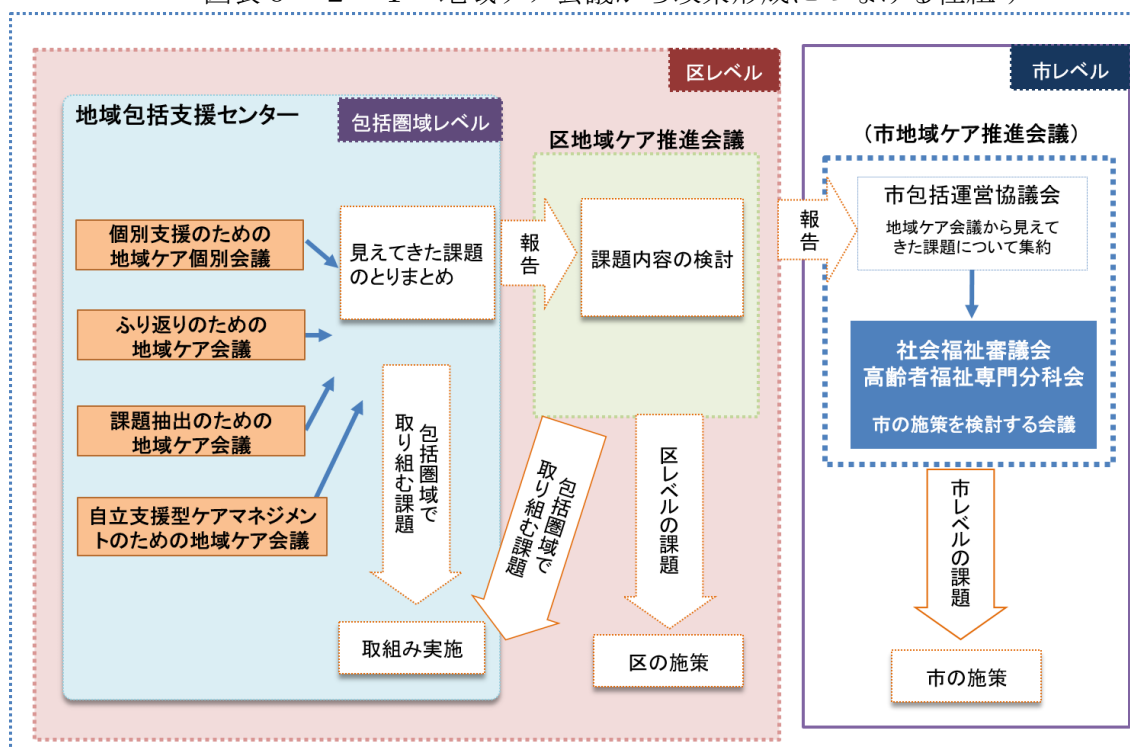 区レベル
市レベル
地域包括支援センター
包括圏域レベル
区地域ケア推進会議
(市地域ケア推進会議)
個別支援のための
地域ケア個別会議
ふり返りのための
地域ケア会議
課題抽出のための
地域ケア会議
自立支援型ケアマネジメン
トのための地域ケア会議
見えてきた課題
のとりまとめ
報告
課題内容の検討
報告
市包括運営協議会
地域ケア会議から見えて
きた課題について集約
社会福祉審議会
高齢者福祉専門分科会
市の施策を検討する会議
包括圏域で
取り組む課題
包括圏域で
取り組む課題
区レベルの課題
市レベルの課題
取組み実施
区の施策
市の施策